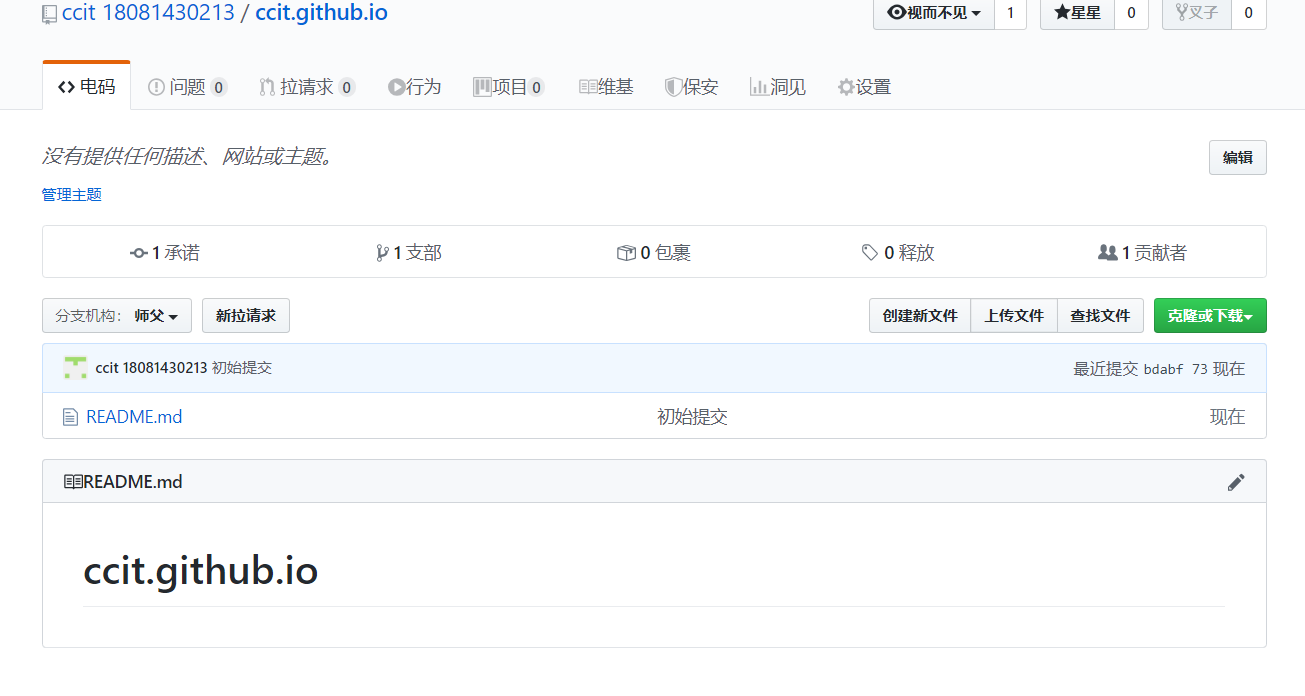 ccit 18081430213 / ccit.github.io 视而不见 1 星星 0 叉子 0
电码 问题 0 拉请求 0 行为 项目 0 维基 保安 洞见 设置
没有提供任何描述、网站或主题。 编辑
管理主题
1 承诺 1 支部 0 包裹 0 释放 1 贡献者
分支机构： 师父 新拉请求 创建新文件 上传文件 查找文件 克隆或下载
ccit 18081430213 初始提交 最近提交 bdabf 73 现在
README.md 初始提交 现在
README.md
ccit.github.io